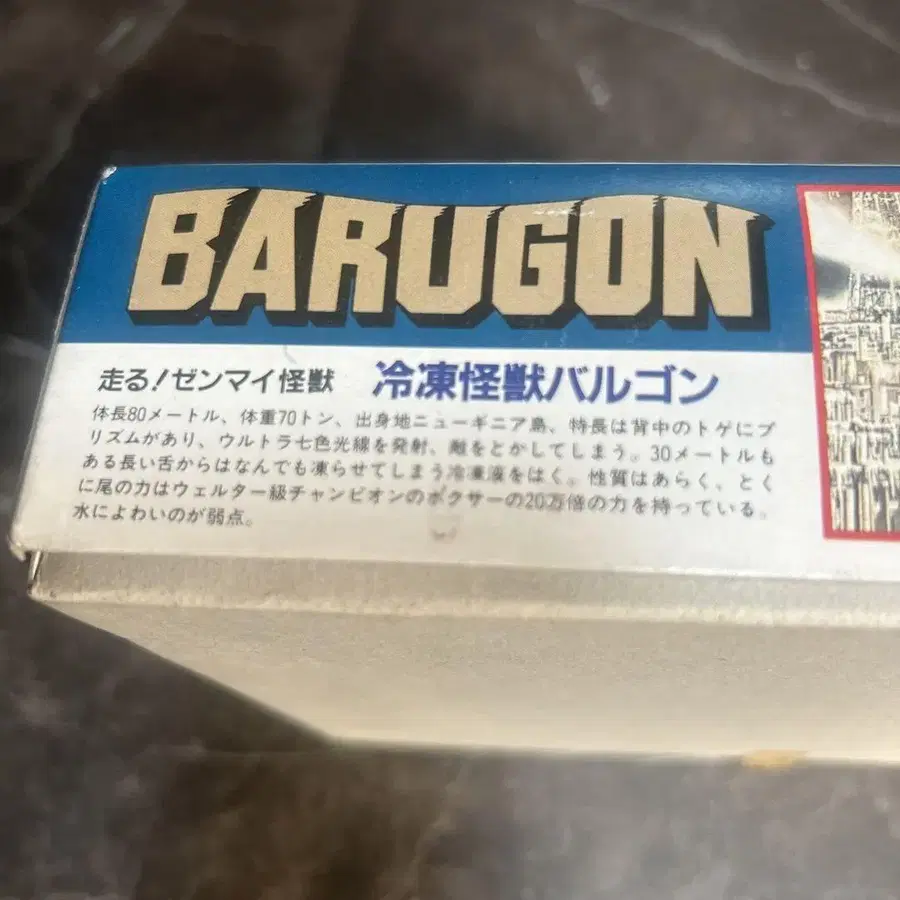 BARUGON
走る！ゼンマイ怪獣 冷凍怪獣バルゴン
体長80メートル、体重70トン、出身地ニューギニア島、特長は背中のトゲにプ
リズムがあり、ウルトラ七色光線を発射、敵をとかしてしまう。30メートルも
ある長い舌からはなんでも凍らせてしまう冷凍液をはく。性質はあらく、とく
に尾の力はウェルター級チャンピオンのボクサーの20万倍の力を持っている。
水によわいのが弱点。